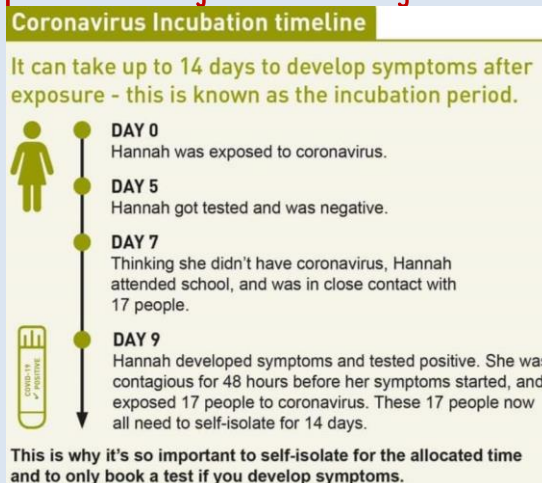 Coronavirus Incubation timeline
It can take up to 14 days to develop symptoms after
exposure - this is known as the incubation period.
DAY 0
Hannah was exposed to coronavirus.
DAY 5
Hannah got tested and was negative.
DAY 7
Thinking she didn't have coronavirus, Hannah
attended school, and was in close contact with
17 people.
DAY 9
Hannah developed symptoms and tested positive. She was
contagious for 48 hours before her symptoms started, and
exposed 17 people to coronavirus. These 17 people now
all need to self-isolate for 14 days.
COVID-19
✓ POSITIVE
This is why it's so important to self-isolate for the allocated time
and to only book a test if you develop symptoms.